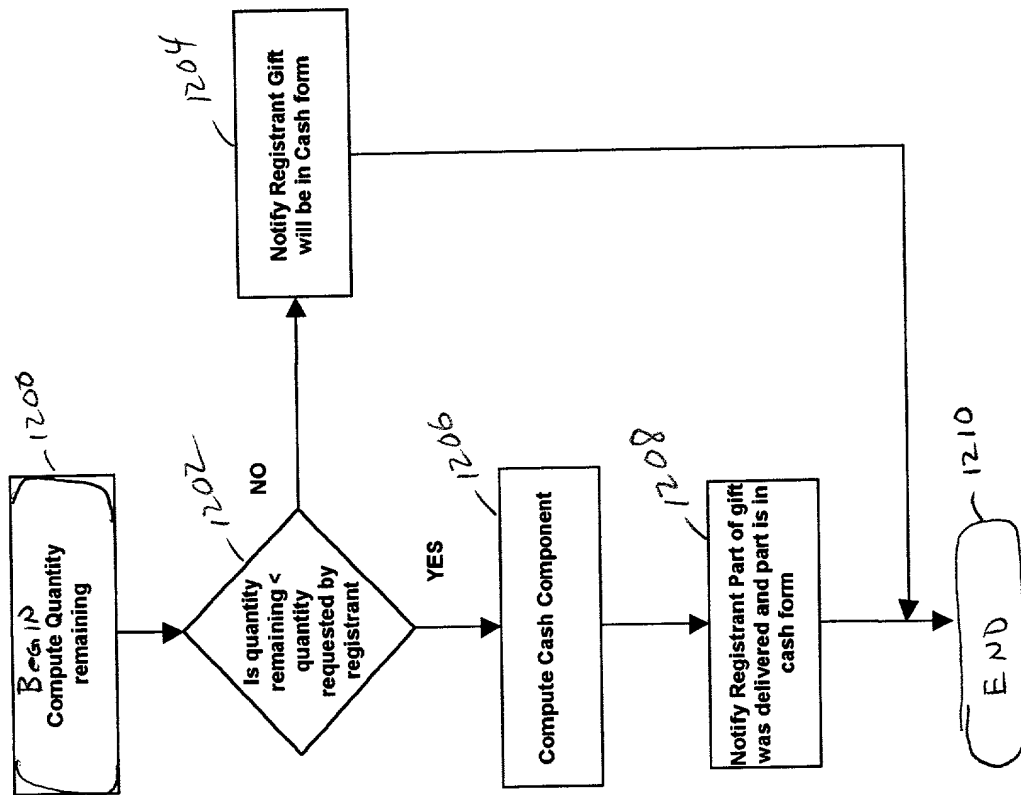 1200
BeGIN
Compute Quantity
remaining
1202
Is quantity
remaining <
quantity
requested by
registrant
NO
1204
Notify Registrant Gift
will be in Cash form
YES
1206
Compute Cash Component
1208
Notify Registrant Part of gift
was delivered and part is in
cash form
1210
END